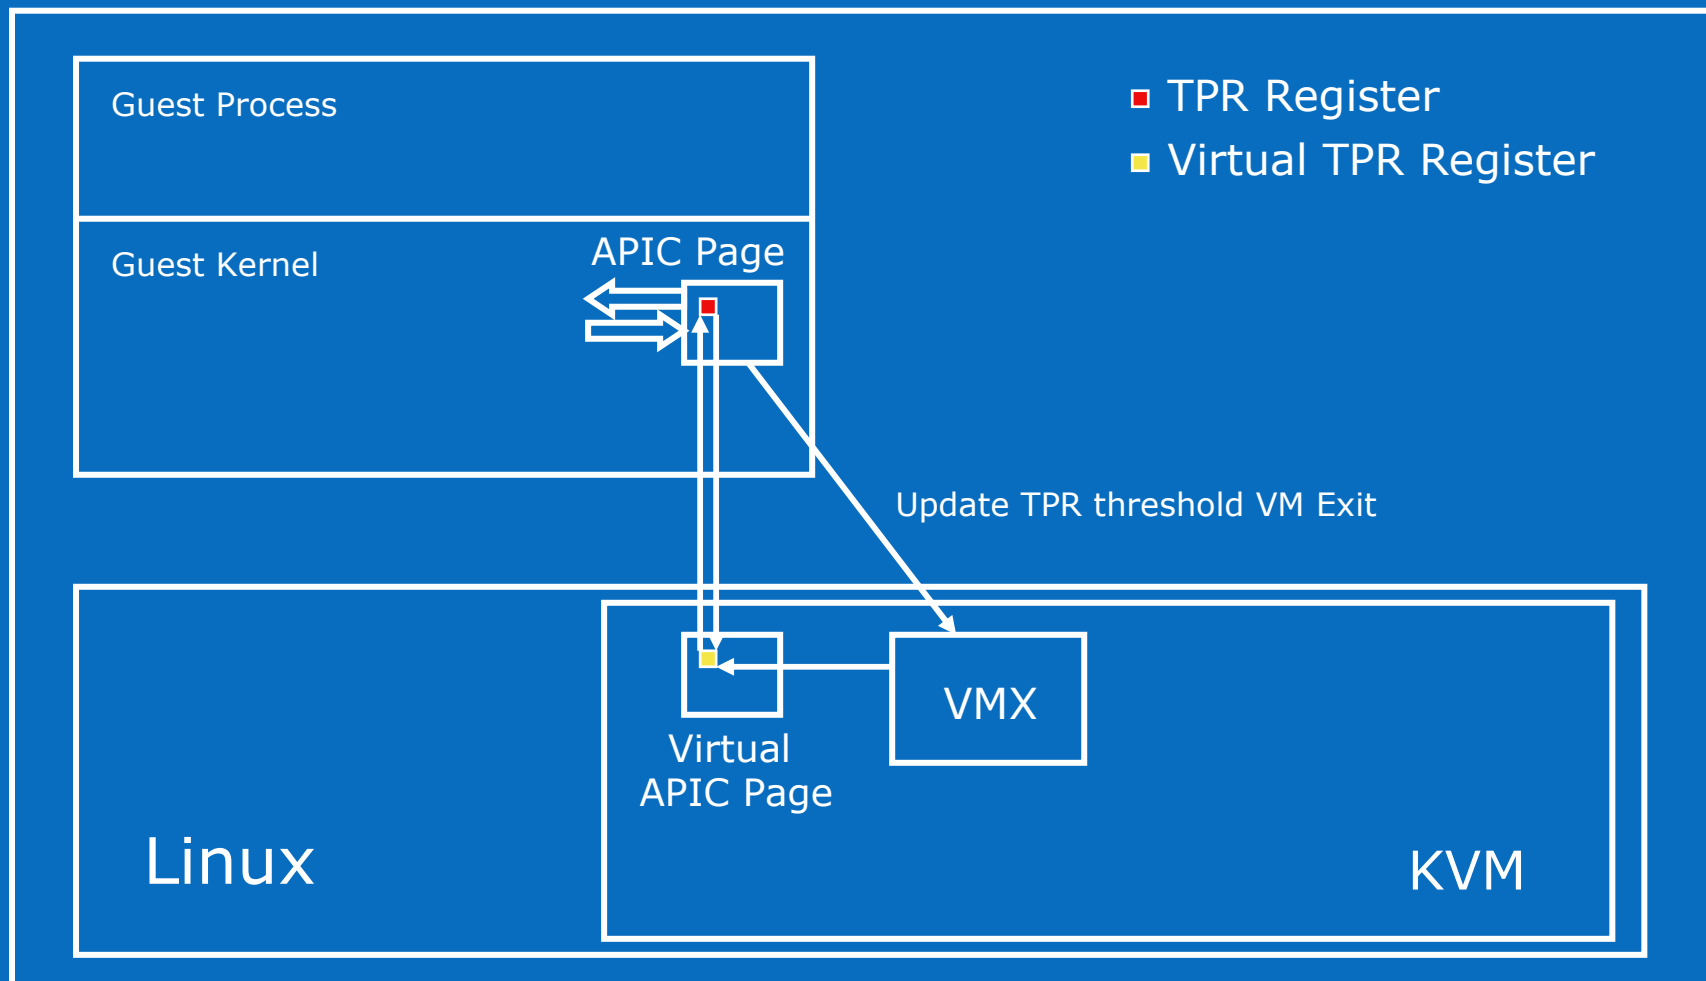 Guest Process
TPR Register
Virtual TPR Register
Guest Kernel
APIC Page
Update TPR threshold VM Exit
VMX
Virtual
APIC Page
Linux
KVM